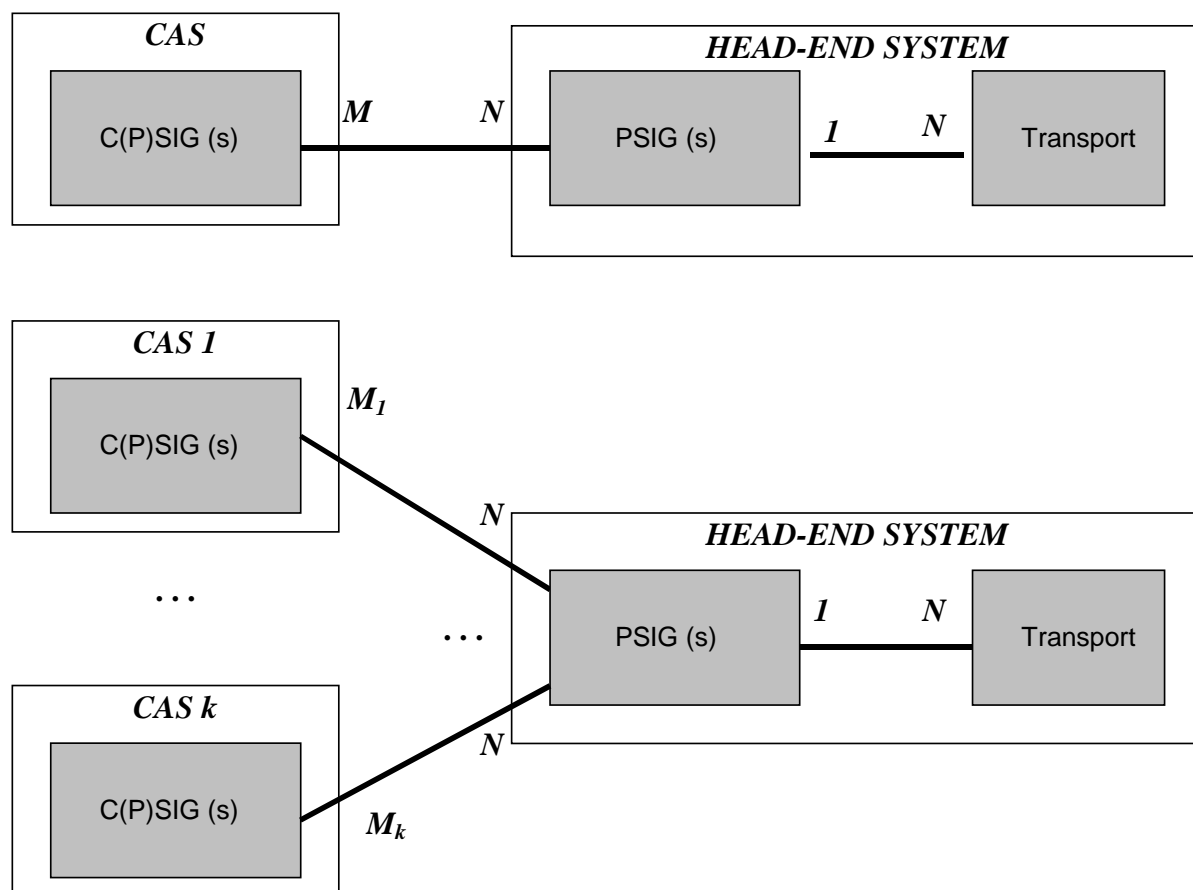 CAS
HEAD-END SYSTEM
C(P)SIG (s)
M
N
PSIG (s)
1
N
Transport
CAS 1
C(P)SIG (s)
M1
N
HEAD-END SYSTEM
PSIG (s)
1
N
Transport
...
...
CAS k
C(P)SIG (s)
N
Mk